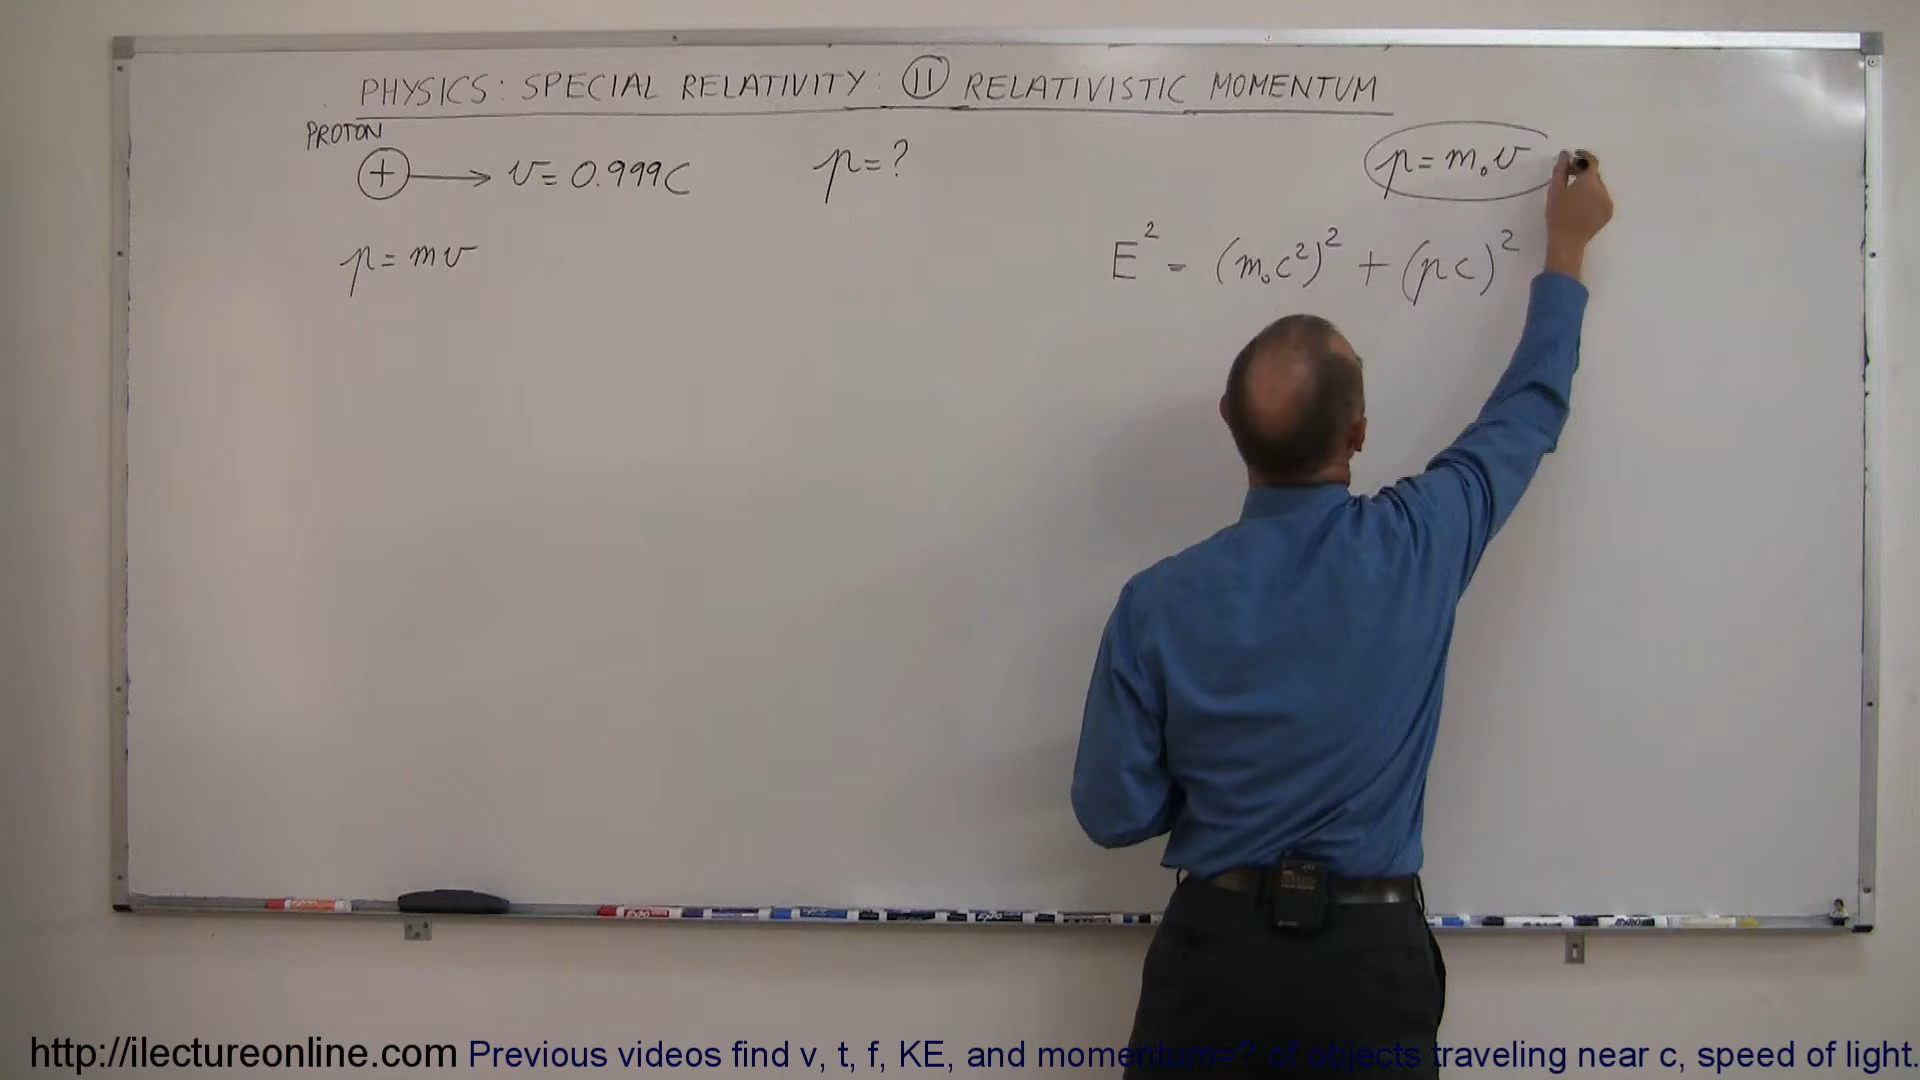 PHYSICS: SPECIAL RELATIVITY: ⑪ RELATIVISTIC MOMENTUM
PROTON
+ → v = 0.999C
p = ?
p = m₀v
p = mv
E² = (m₀c²)² + (pc)²
http://ilectureonline.com Previous videos find v, t, f, KE, and momentum=? of objects traveling near c, speed of light.